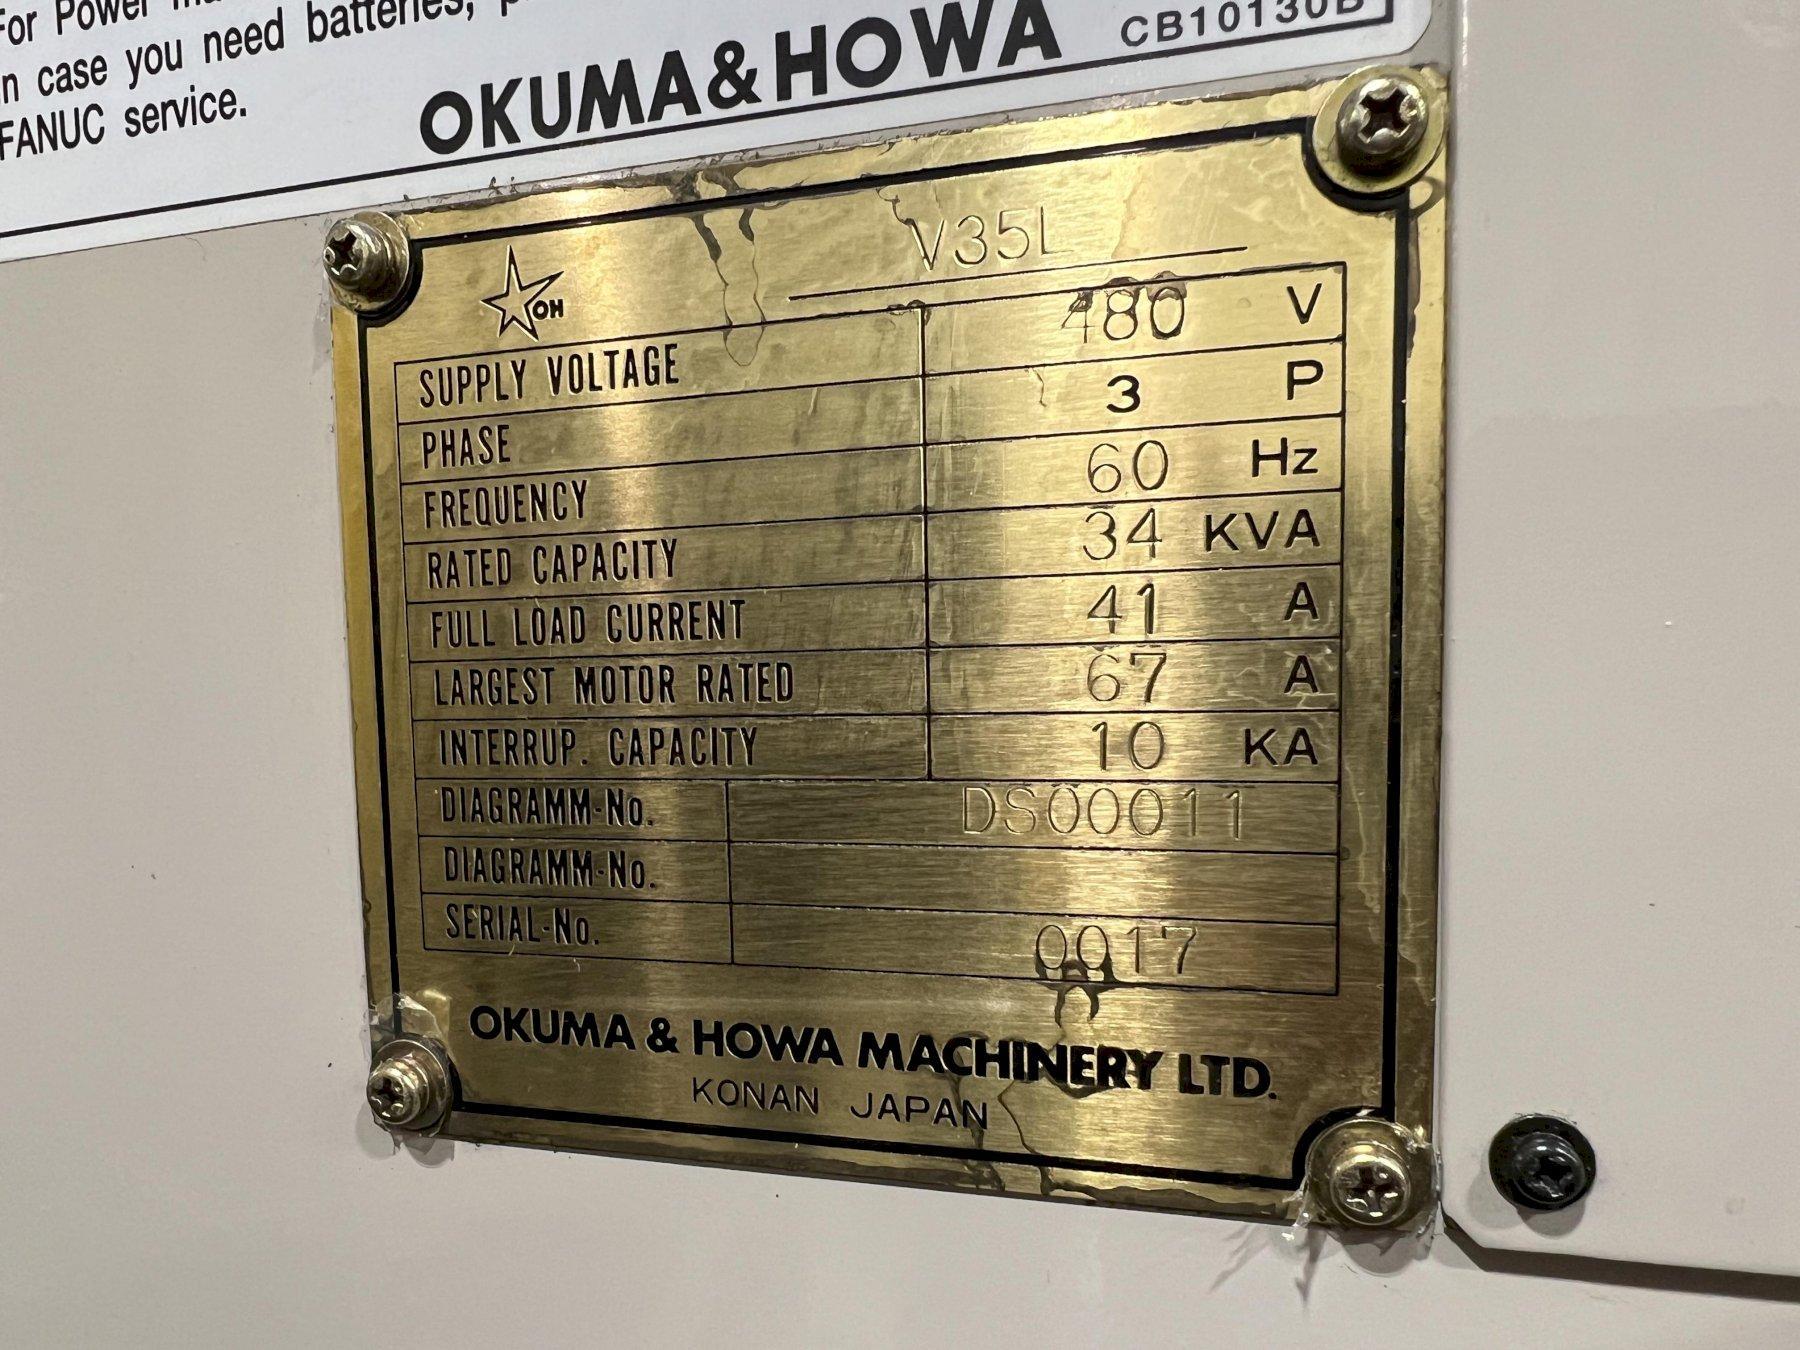 For Power
in case you need batteries,
FANUC service.
OKUMA&HOWA CB10130B
OH
V35L
SUPPLY VOLTAGE 480 V
PHASE 3 P
FREQUENCY 60 Hz
RATED CAPACITY 34 KVA
FULL LOAD CURRENT 41 A
LARGEST MOTOR RATED 67 A
INTERRUP. CAPACITY 10 KA
DIAGRAMM-No. DS00011
DIAGRAMM-No.
SERIAL-No. 0017
OKUMA & HOWA MACHINERY LTD.
KONAN JAPAN